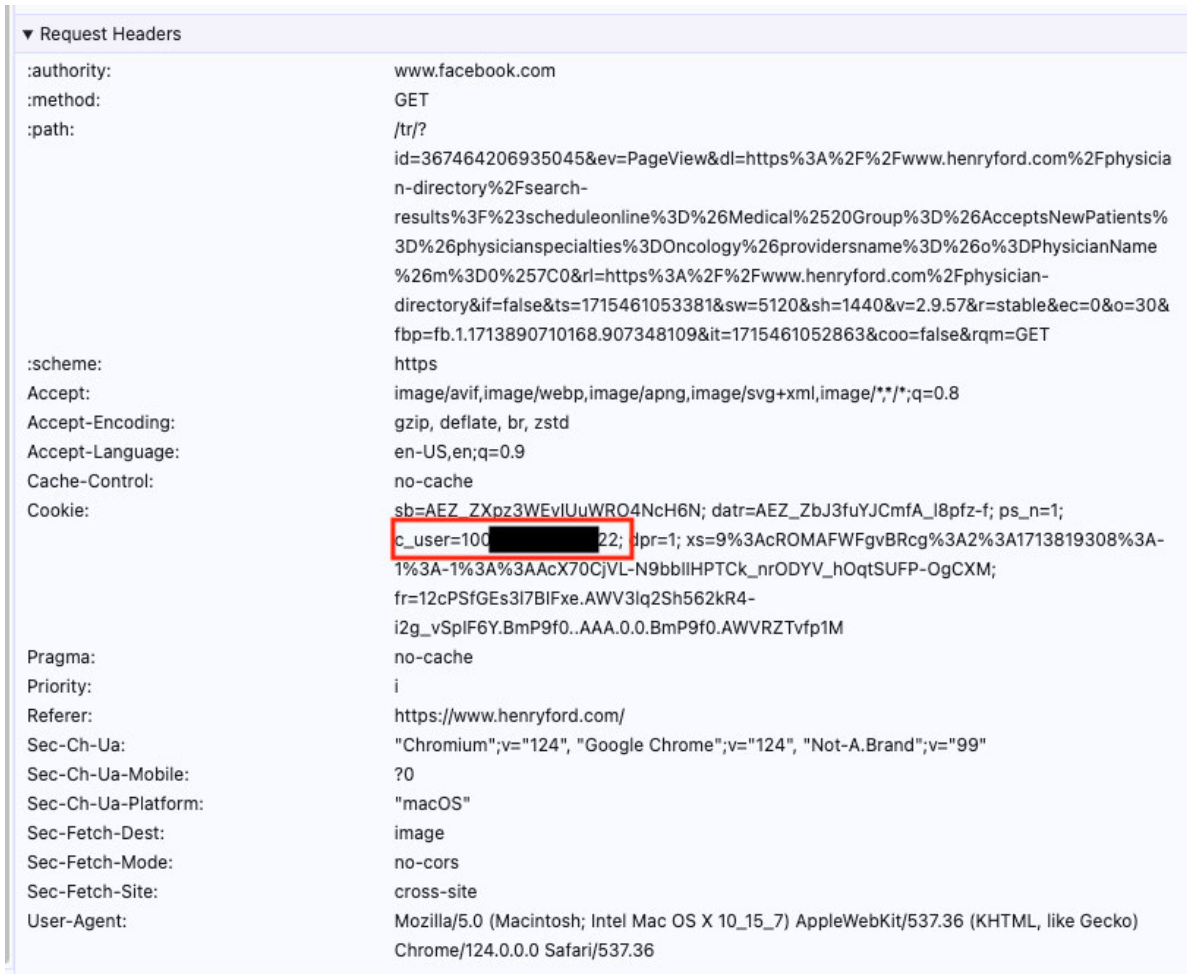 ▼ Request Headers
:authority: www.facebook.com
:method: GET
:path: /tr/?
id=367464206935045&ev=PageView&dl=https%3A%2F%2Fwww.henryford.com%2Fphysicia
n-directory%2Fsearch-
results%3F%23scheduleonline%3D%26Medical%2520Group%3D%26AcceptsNewPatients%
3D%26physicianspecialties%3DOncology%26providersname%3D%26o%3DPhysicianName
%26m%3D0%257C0&rl=https%3A%2F%2Fwww.henryford.com%2Fphysician-
directory&if=false&ts=1715461053381&sw=5120&sh=1440&v=2.9.57&r=stable&ec=0&o=30&
fbp=fb.1.1713890710168.907348109&it=1715461052863&coo=false&rqm=GET
:scheme: https
Accept: image/avif,image/webp,image/apng,image/svg+xml,image/*,*/*;q=0.8
Accept-Encoding: gzip, deflate, br, zstd
Accept-Language: en-US,en;q=0.9
Cache-Control: no-cache
Cookie: sb=AEZ_ZXpz3WEvIUuWRO4NcH6N; datr=AEZ_ZbJ3fuYJCmfA_l8pfz-f; ps_n=1;
c_user=100 22; dpr=1; xs=9%3AcROMAFWFgvBRcg%3A2%3A1713819308%3A-
1%3A-1%3A%3AAcX70CjVL-N9bbIlHPTCk_nrODYV_hOqtSUFP-OgCXM;
fr=12cPSfGEs3l7BIFxe.AWV3lq2Sh562kR4-
i2g_vSpIF6Y.BmP9f0..AAA.0.0.BmP9f0.AWVRZTvfp1M
Pragma: no-cache
Priority: i
Referer: https://www.henryford.com/
Sec-Ch-Ua: "Chromium";v="124", "Google Chrome";v="124", "Not-A.Brand";v="99"
Sec-Ch-Ua-Mobile: ?0
Sec-Ch-Ua-Platform: "macOS"
Sec-Fetch-Dest: image
Sec-Fetch-Mode: no-cors
Sec-Fetch-Site: cross-site
User-Agent: Mozilla/5.0 (Macintosh; Intel Mac OS X 10_15_7) AppleWebKit/537.36 (KHTML, like Gecko)
Chrome/124.0.0.0 Safari/537.36